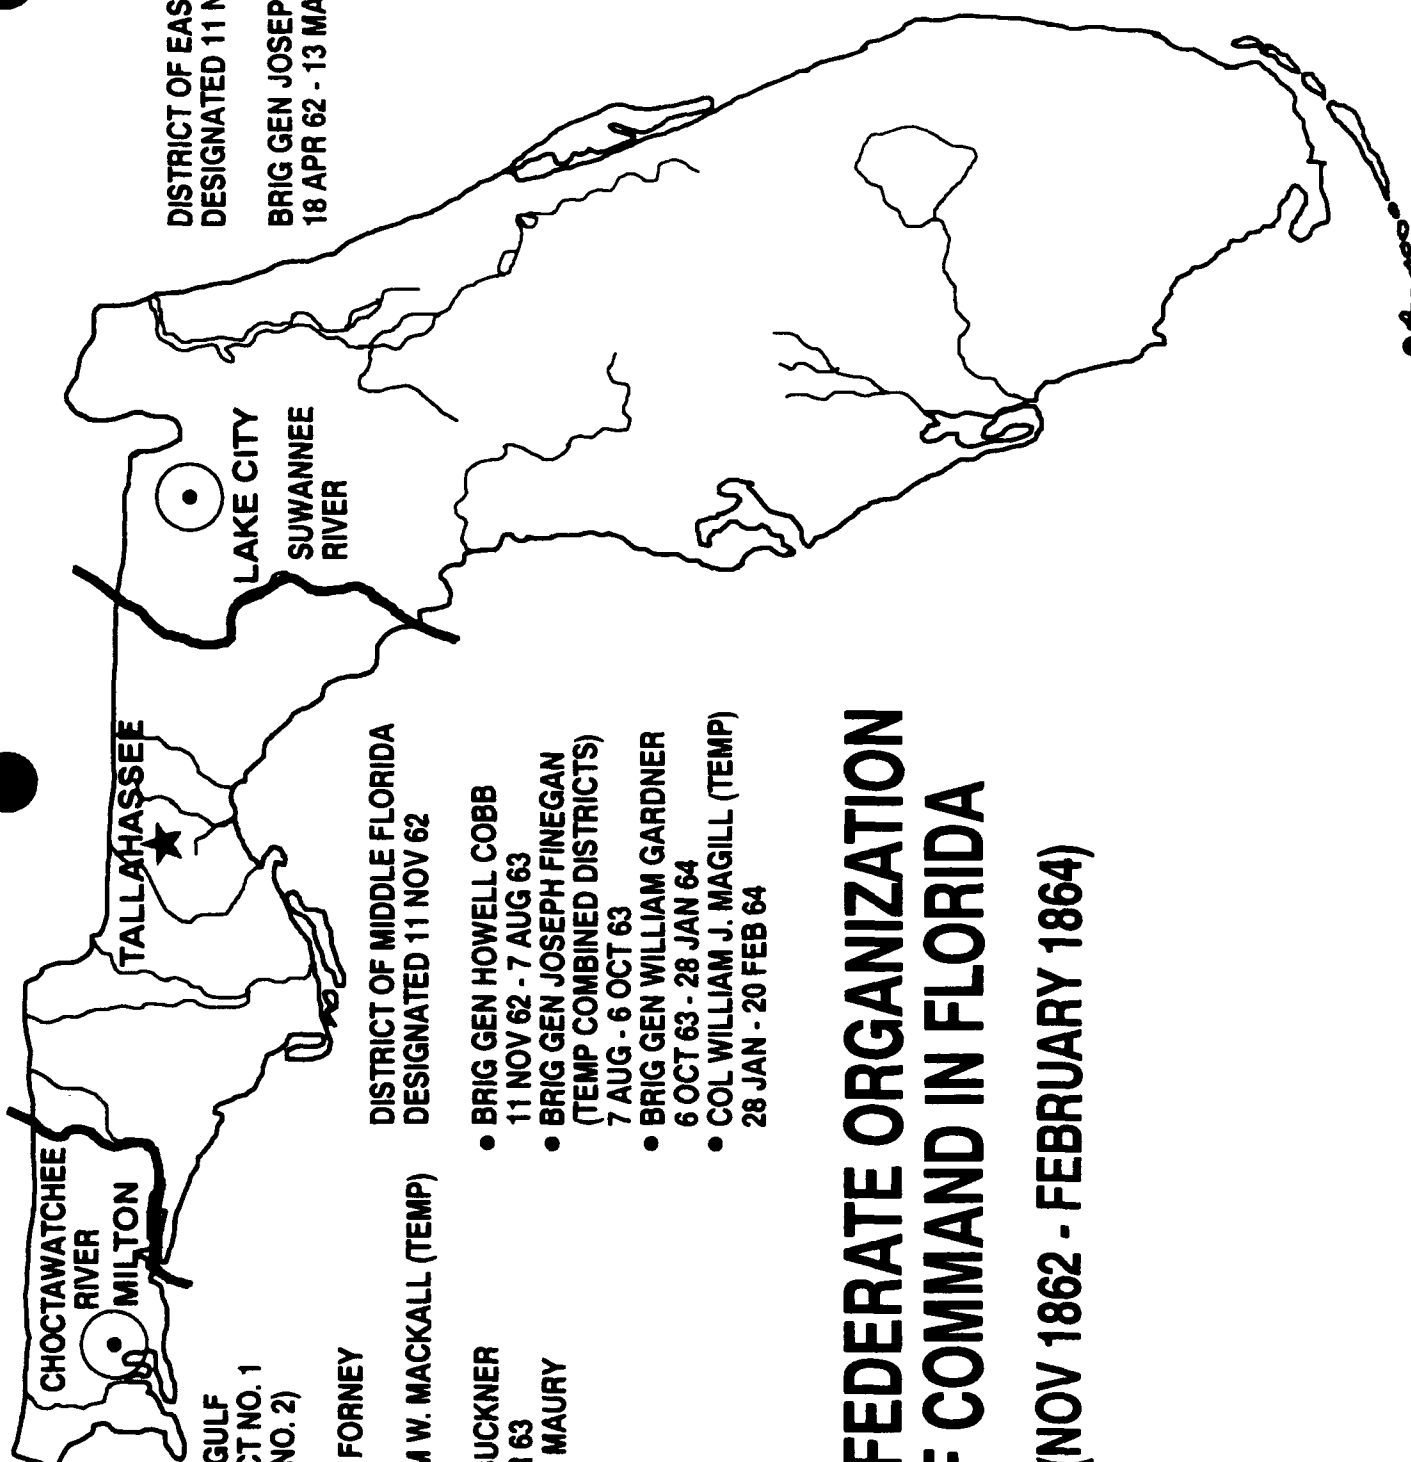 DISTRICT OF EAS
DESIGNATED 11 N
BRIG GEN JOSEP
18 APR 62 - 13 MA
LAKE CITY
SUWANNEE
RIVER
TALLAHASSEE
CHOCTAWATCHEE
RIVER
MILTON
DISTRICT OF MIDDLE FLORIDA
DESIGNATED 11 NOV 62
• BRIG GEN HOWELL COBB
11 NOV 62 - 7 AUG 63
• BRIG GEN JOSEPH FINEGAN
(TEMP COMBINED DISTRICTS)
7 AUG - 6 OCT 63
• BRIG GEN WILLIAM GARDNER
6 OCT 63 - 28 JAN 64
• COL WILLIAM J. MAGILL (TEMP)
28 JAN - 20 FEB 64
GULF
CT NO. 1
NO. 2)
FORNEY
M W. MACKALL (TEMP)
UCKNER
R 63
MAURY
FEDERATE ORGANIZATION
F COMMAND IN FLORIDA
(NOV 1862 - FEBRUARY 1864)